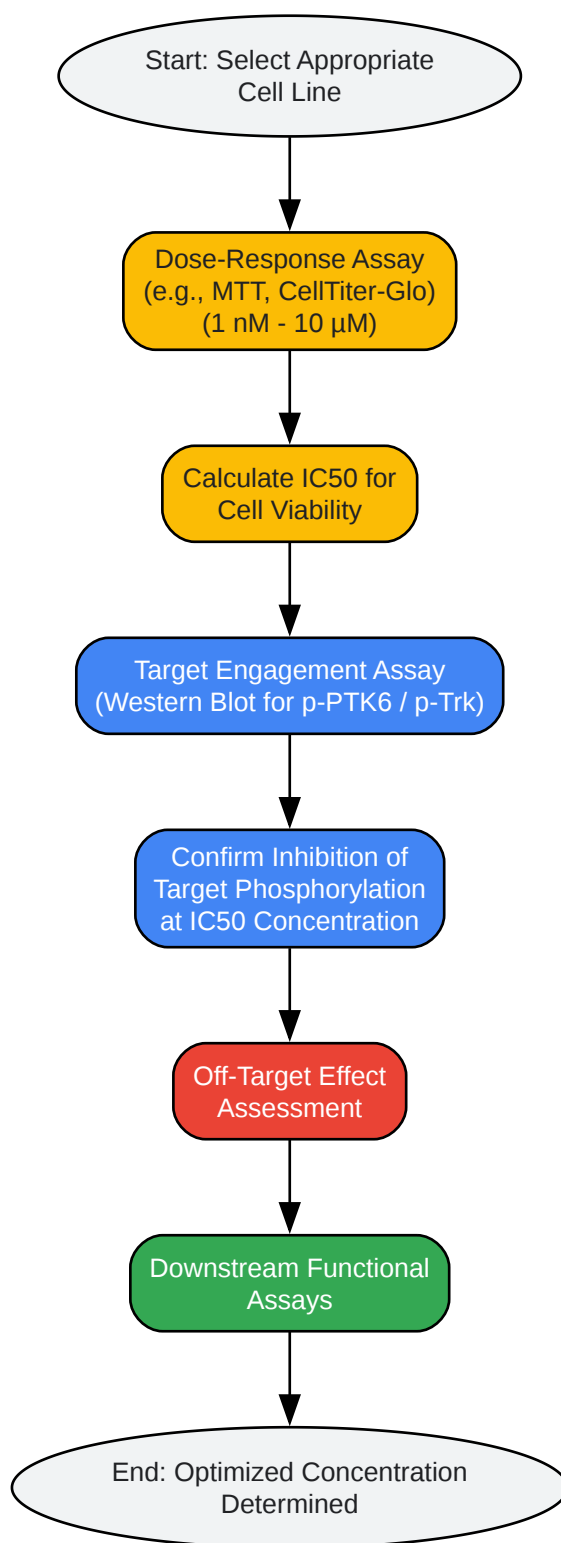 Start: Select Appropriate
Cell Line
Dose-Response Assay
(e.g., MTT, CellTiter-Glo)
(1 nM - 10 µM)
Calculate IC50 for
Cell Viability
Target Engagement Assay
(Western Blot for p-PTK6 / p-Trk)
Confirm Inhibition of
Target Phosphorylation
at IC50 Concentration
Off-Target Effect
Assessment
Downstream Functional
Assays
End: Optimized Concentration
Determined